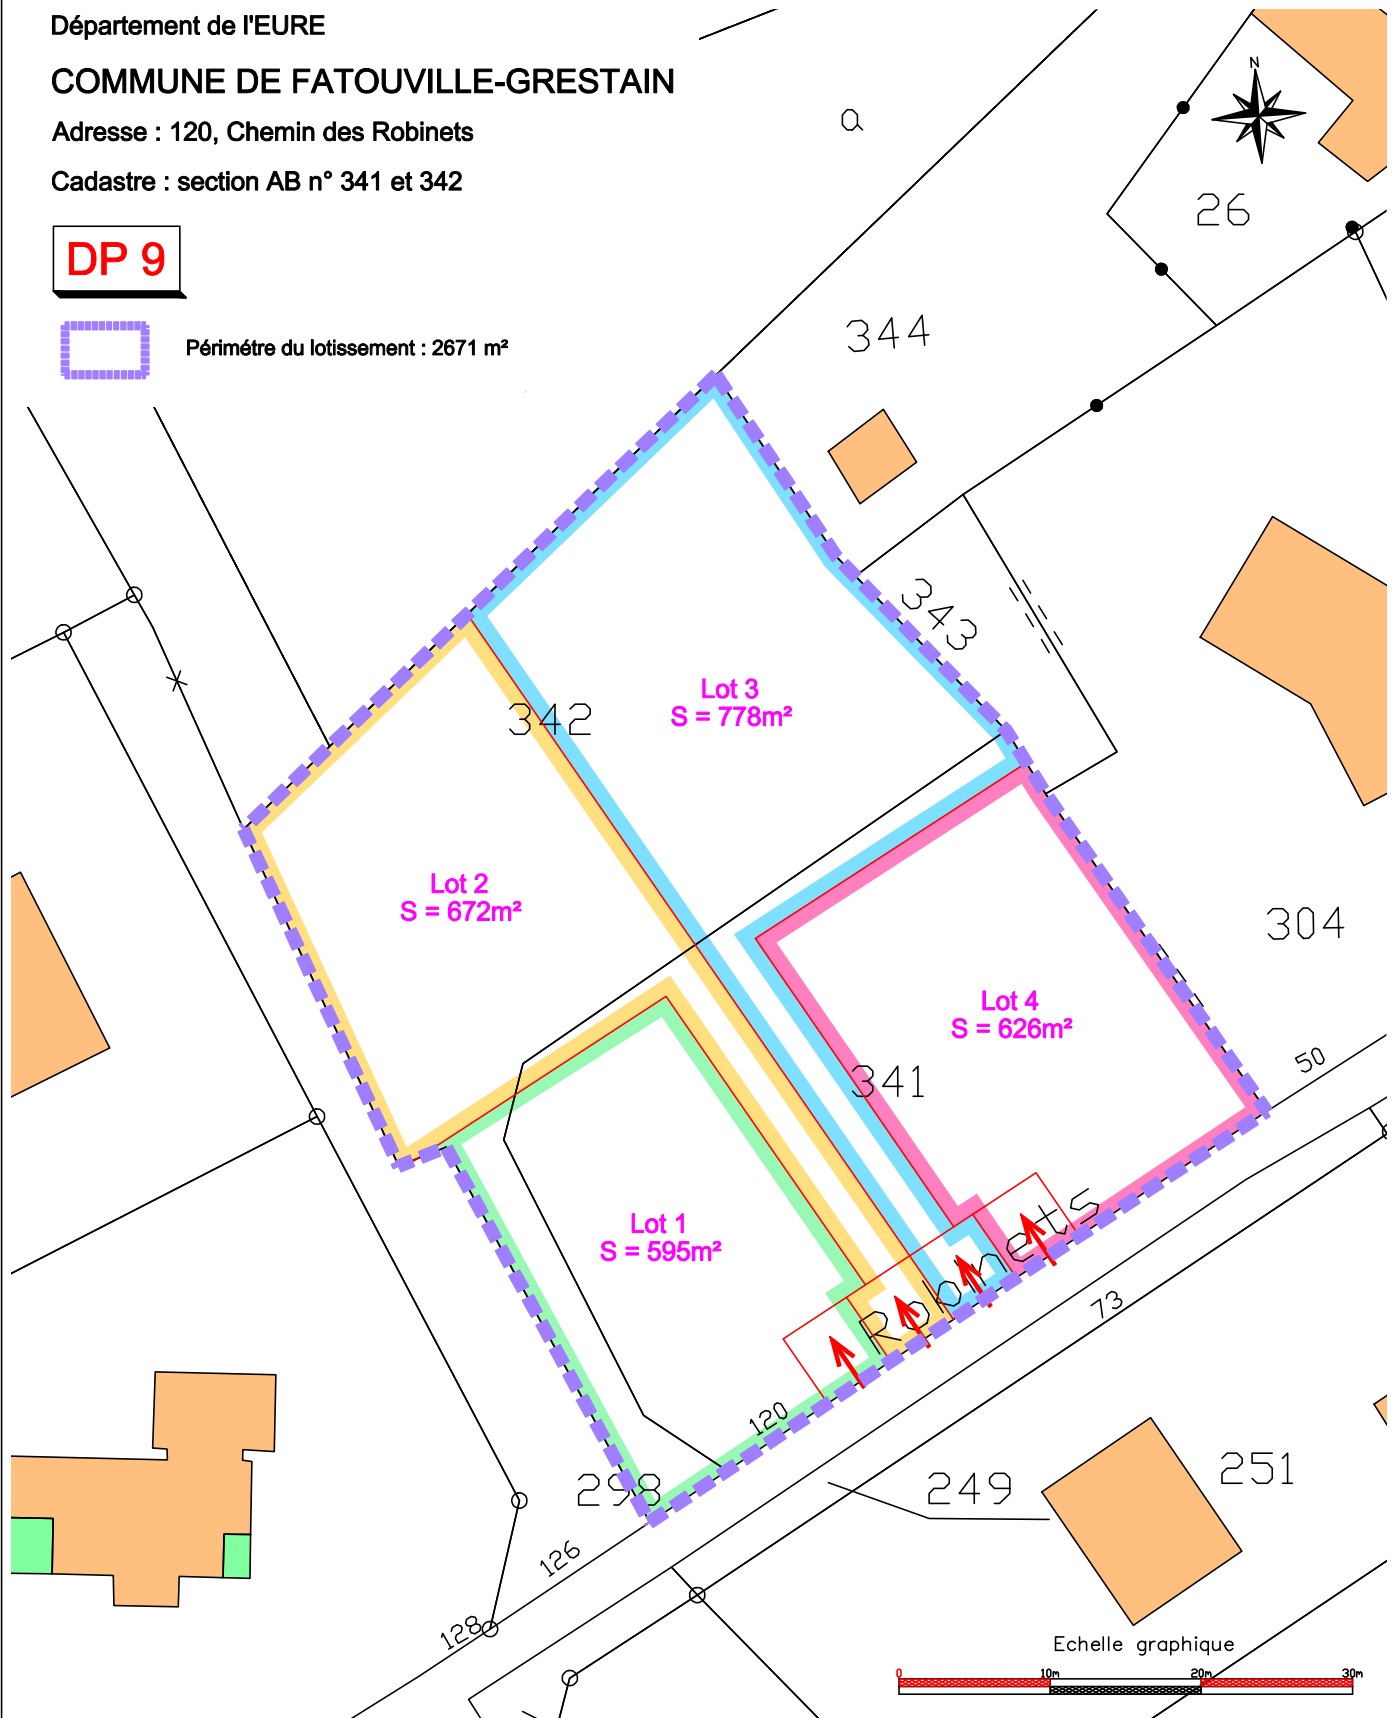 Département de l'EURE
COMMUNE DE FATOUVILLE-GRESTAIN
Adresse : 120, Chemin des Robinets
Cadastre : section AB n° 341 et 342
DP 9
Périmétre du lotissement : 2671 m²
N
a
26
344
343
342
Lot 3
S = 778m²
Lot 2
S = 672m²
304
Lot 4
S = 626m²
341
50
Lot 1
S = 595m²
Robinets
73
120
298
249
251
126
128
Echelle graphique
0 10m 20m 30m